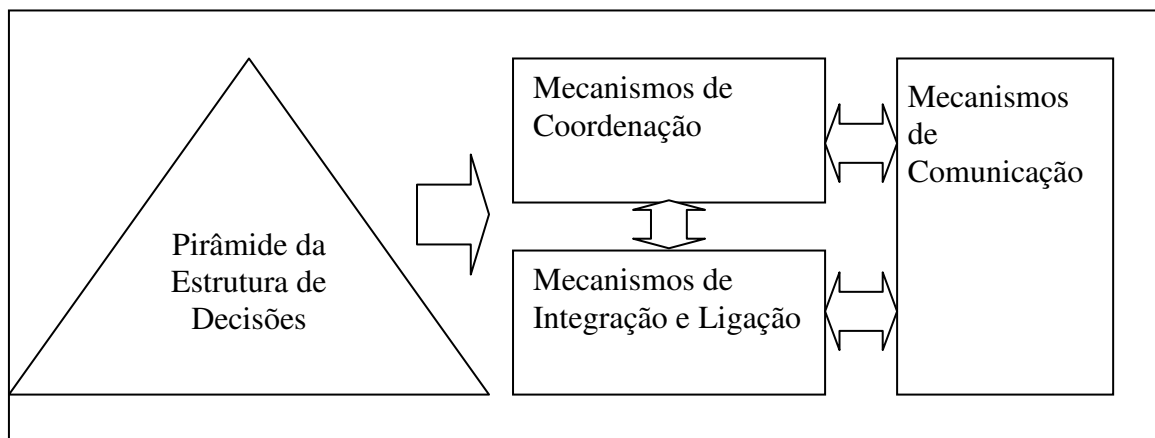 Pirâmide da
Estrutura de
Decisões
Mecanismos de
Coordenação
Mecanismos de
Integração e Ligação
Mecanismos
de
Comunicação